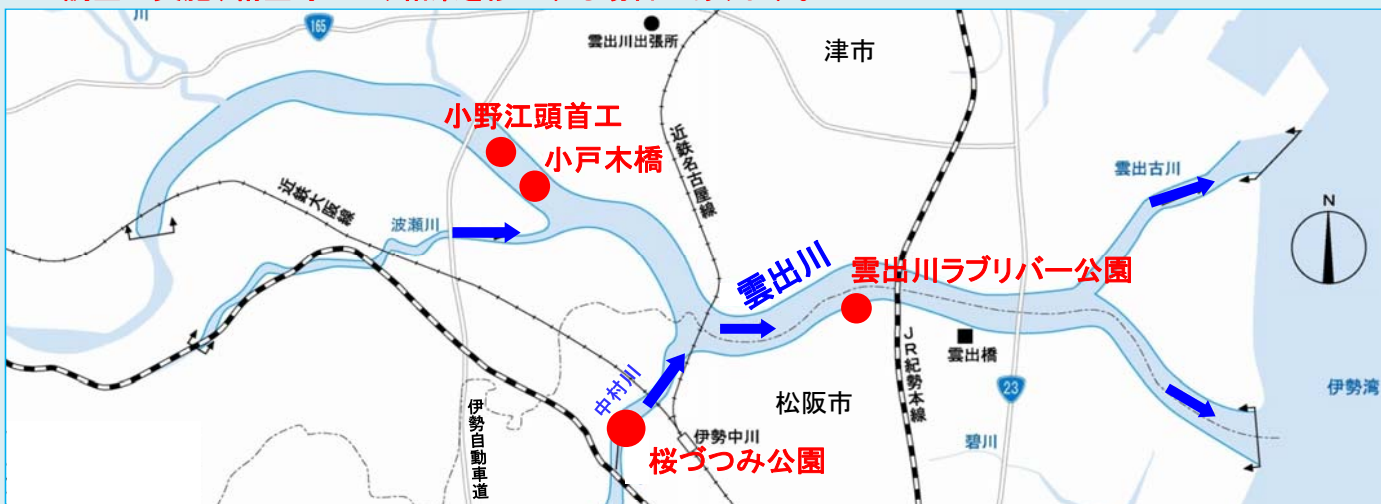 川
165
雲出川出張所
津市
小野江頭首工
小戸木橋
近鉄名古屋線
近鉄大阪線
波瀬川
雲出古川
N
雲出川
雲出川ラブリバー公園
JR紀勢本線
雲出橋
23
伊勢湾
中村川
松阪市
伊勢自動車道
伊勢中川
碧川
桜づつみ公園